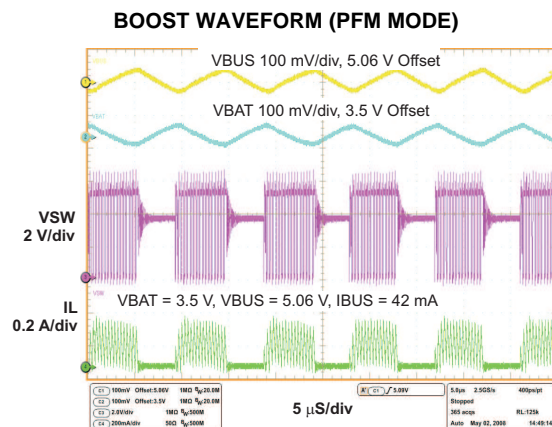 BOOST WAVEFORM (PFM MODE)
VBUS 100 mV/div, 5.06 V Offset
VBAT 100 mV/div, 3.5 V Offset
VSW
2 V/div
VSW
VBAT = 3.5 V, VBUS = 5.06 V, IBUS = 42 mA
IL
0.2 A/div
5 μS/div
C1 100mV Offset:5.06V 1MΩ BW:20.0M
C2 100mV Offset:3.5V 1MΩ BW:20.0M
C3 2.0V/div 1MΩ BW:500M
C4 200mA/div 50Ω BW:500M
A' C1 5.09V
5.0µs 2.5GS/s 400ps/pt
Stopped
365 acqs RL:125k
Auto May 02, 2008 14:49:14